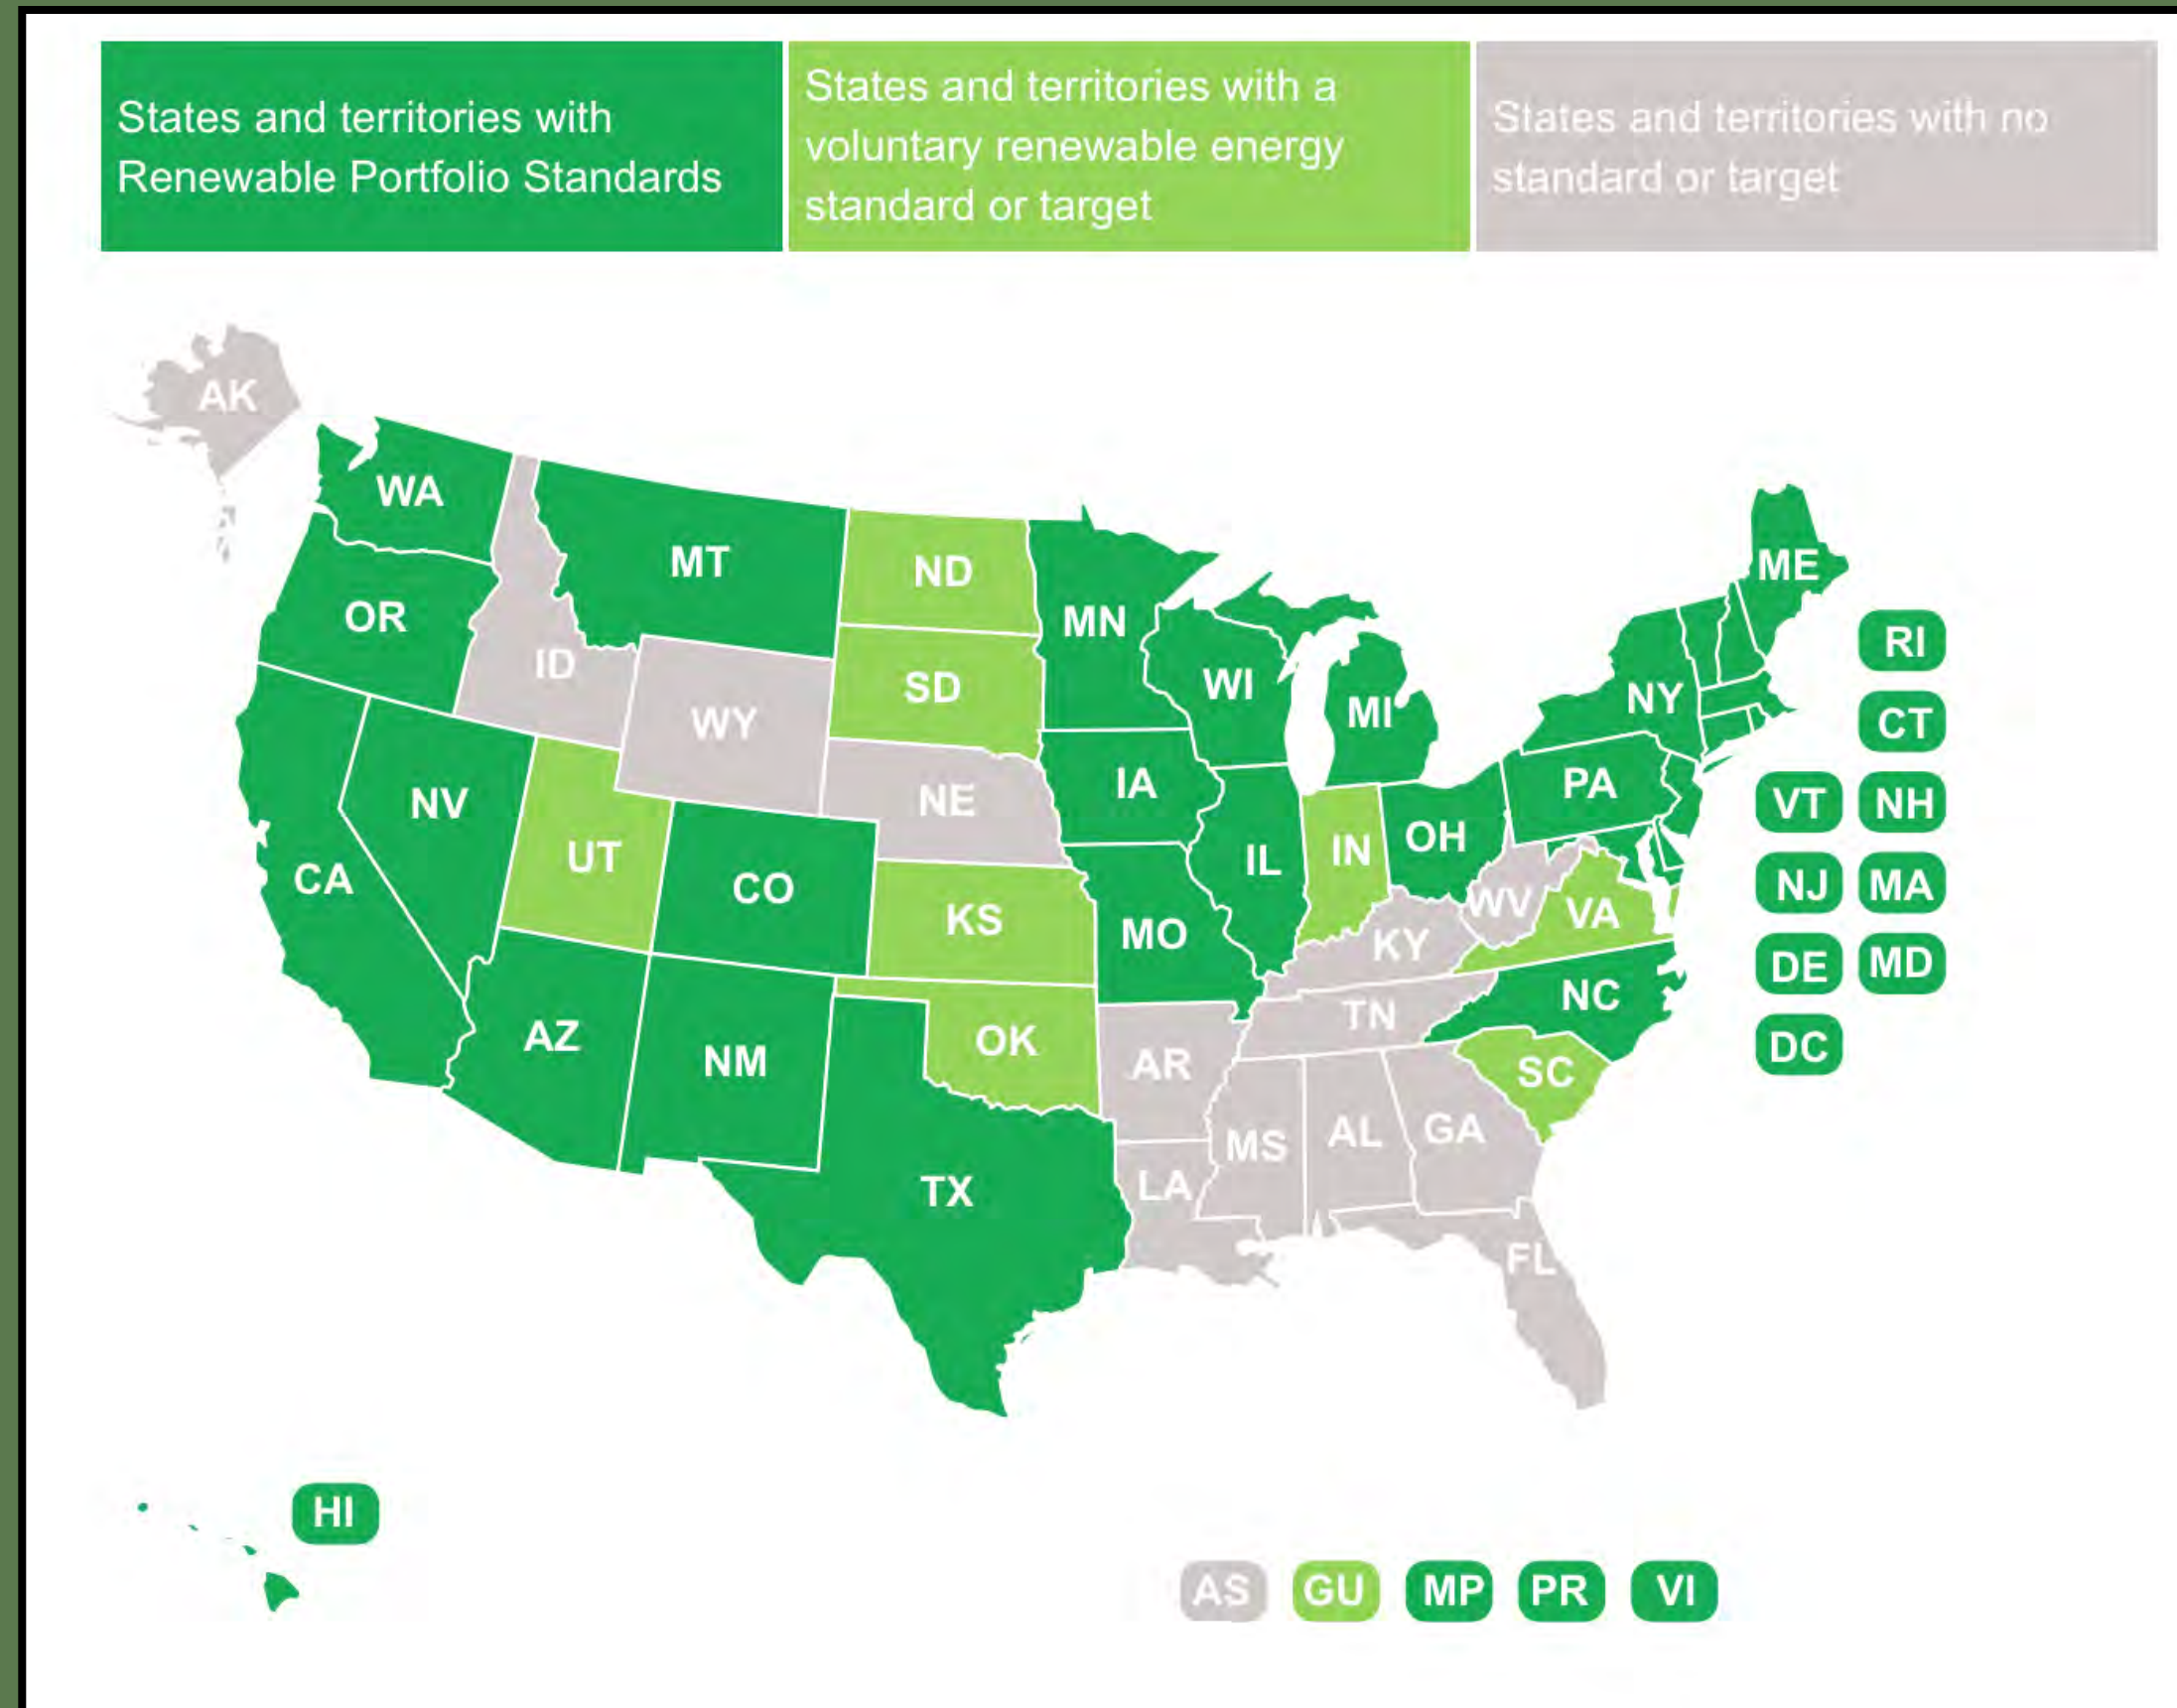 States and territories with
Renewable Portfolio Standards
States and territories with a
voluntary renewable energy
standard or target
States and territories with no
standard or target
AK
WA
MT
ND
MN
ME
OR
ID
SD
WI
MI
NY
RI
WY
CT
NV
NE
IA
PA
VT
NH
CA
UT
CO
KS
IL
IN
OH
WV
VA
NJ
MA
MO
KY
DE
MD
AZ
NM
OK
AR
TN
NC
DC
SC
TX
LA
MS
AL
GA
FL
HI
AS
GU
MP
PR
VI